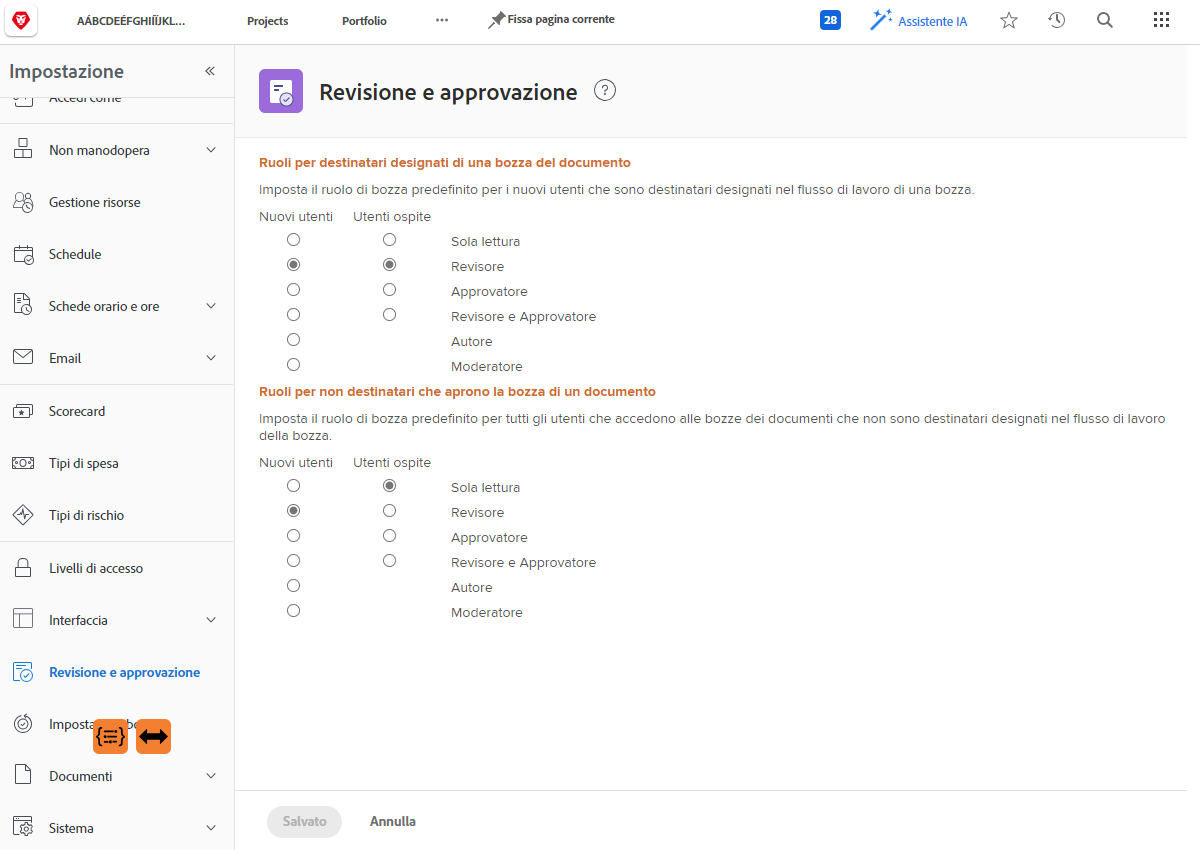 AÁBCDEÉFGHIÍJKL...
Projects
Portfolio
Fissa pagina corrente
28
Assistente IA
Impostazione
Accedi come
Non manodopera
Gestione risorse
Schedule
Schede orario e ore
Email
Scorecard
Tipi di spesa
Tipi di rischio
Livelli di accesso
Interfaccia
Revisione e approvazione
Documenti
Sistema
Revisione e approvazione
Ruoli per destinatari designati di una bozza del documento
Imposta il ruolo di bozza predefinito per i nuovi utenti che sono destinatari designati nel flusso di lavoro di una bozza.
Nuovi utenti Utenti ospite
Sola lettura
Revisore
Approvatore
Revisore e Approvatore
Autore
Moderatore
Ruoli per non destinatari che aprono la bozza di un documento
Imposta il ruolo di bozza predefinito per tutti gli utenti che accedono alle bozze dei documenti che non sono destinatari designati nel flusso di lavoro
della bozza.
Nuovi utenti Utenti ospite
Sola lettura
Revisore
Approvatore
Revisore e Approvatore
Autore
Moderatore
Salvato
Annulla